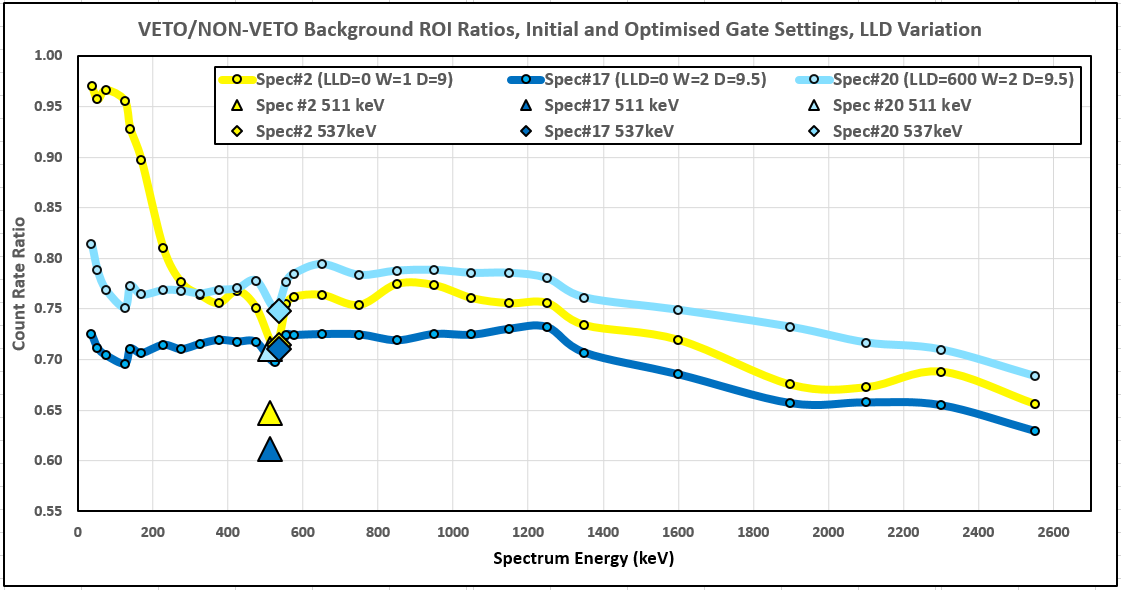 VETO/NON-VETO Background ROI Ratios, Initial and Optimised Gate Settings, LLD Variation
Spec#2 (LLD=0 W=1 D=9) Spec#17 (LLD=0 W=2 D=9.5) Spec#20 (LLD=600 W=2 D=9.5)
Spec #2 511 keV Spec#17 511 keV Spec #20 511 keV
Spec#2 537keV Spec#17 537keV Spec#20 537keV
Count Rate Ratio
1.00
0.95
0.90
0.85
0.80
0.75
0.70
0.65
0.60
0.55
0 200 400 600 800 1000 1200 1400 1600 1800 2000 2200 2400 2600
Spectrum Energy (keV)